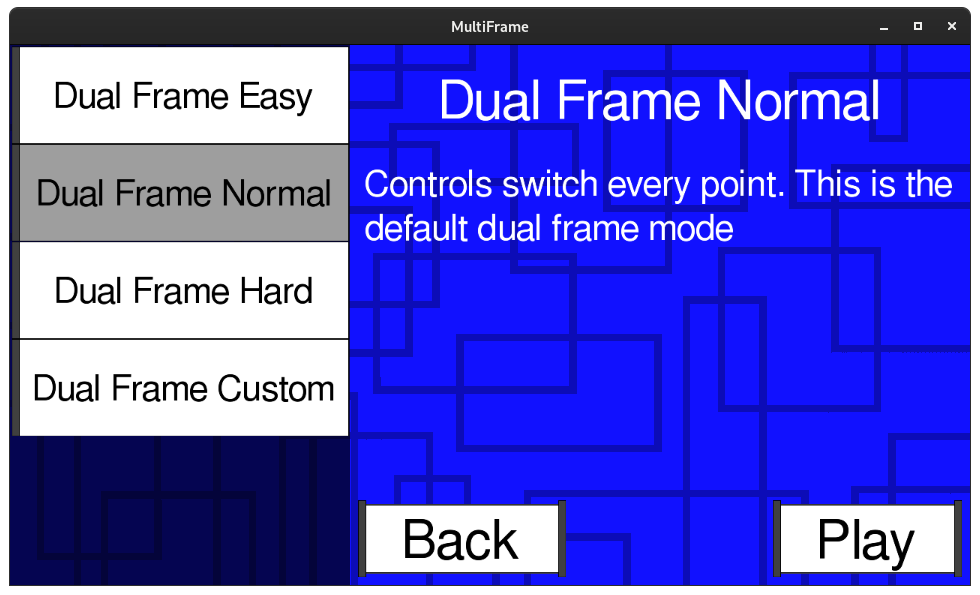 MultiFrame
Dual Frame Easy
Dual Frame Normal
Dual Frame Hard
Dual Frame Custom
Dual Frame Normal
Controls switch every point. This is the
default dual frame mode
Back
Play